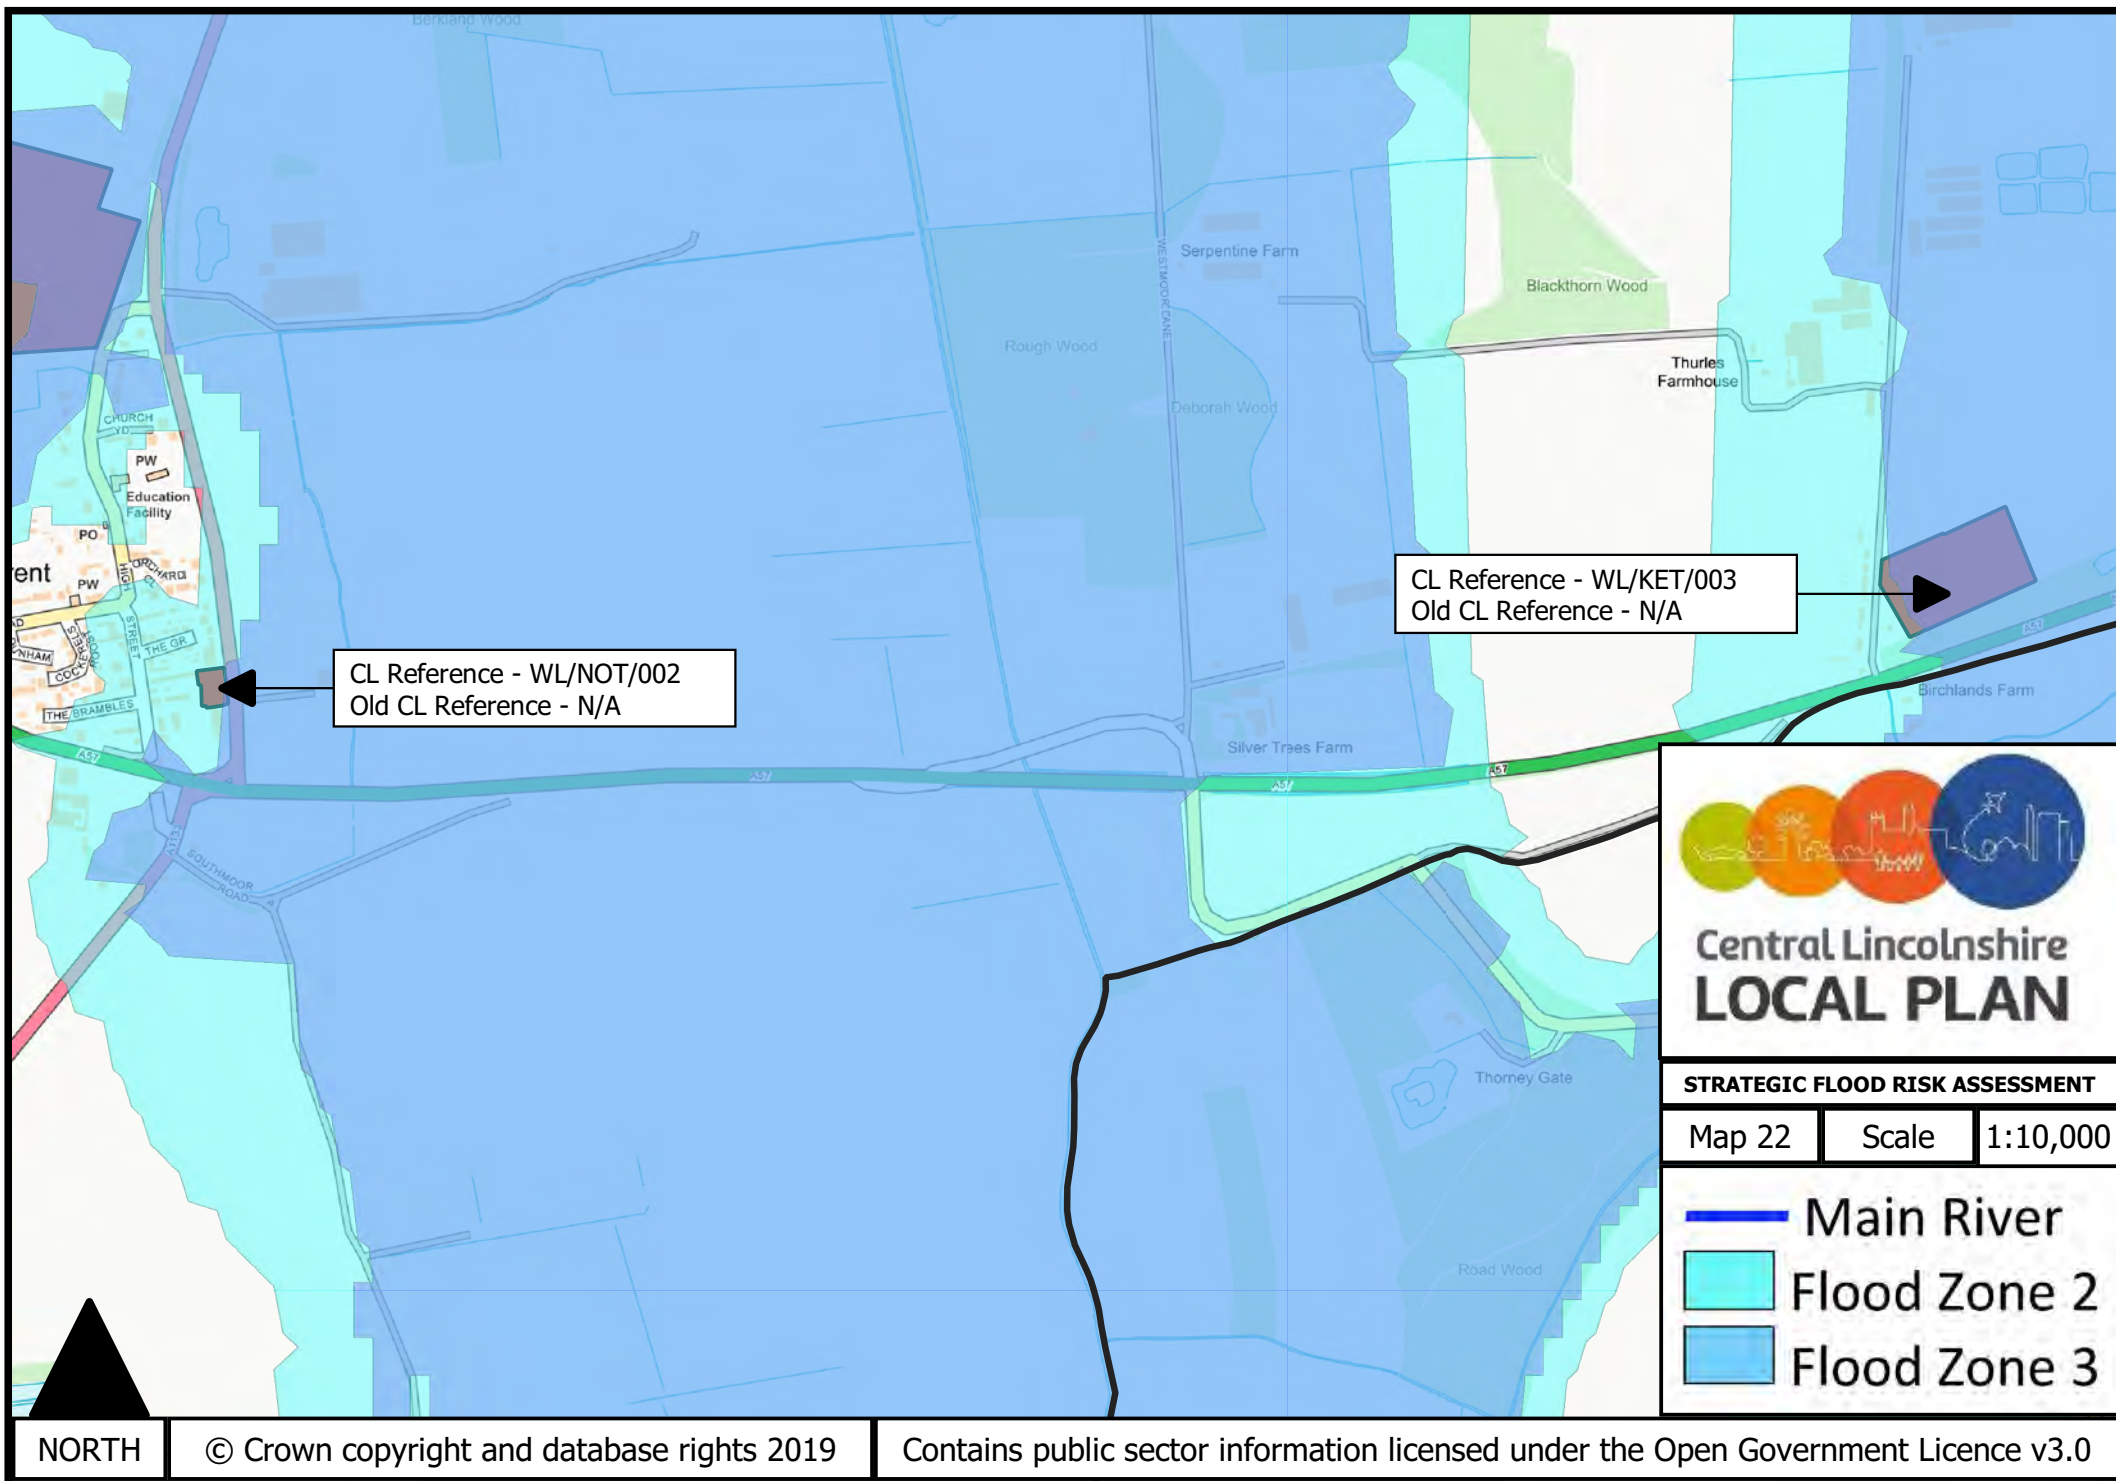 Berkland Wood
WESTMOOR LANE
Serpentine Farm
Blackthorn Wood
Rough Wood
Thurles
Farmhouse
Deborah Wood
CHURCH
YD
PW
Education
Facility
PO
ORCHARD
CL
HIGH
STREET
ent
PW
THE GR
COCKERELS
ROOST
THE BRAMBLES
CL Reference - WL/KET/003
Old CL Reference - N/A
CL Reference - WL/NOT/002
Old CL Reference - N/A
A57
A57
A57
A57
A57
Birchlands Farm
Silver Trees Farm
A1133
SOUTHMOOR
ROAD
Thorney Gate
Road Wood
Central Lincolnshire
LOCAL PLAN
STRATEGIC FLOOD RISK ASSESSMENT
Map 22
Scale
1:10,000
Main River
Flood Zone 2
Flood Zone 3
NORTH
© Crown copyright and database rights 2019
Contains public sector information licensed under the Open Government Licence v3.0